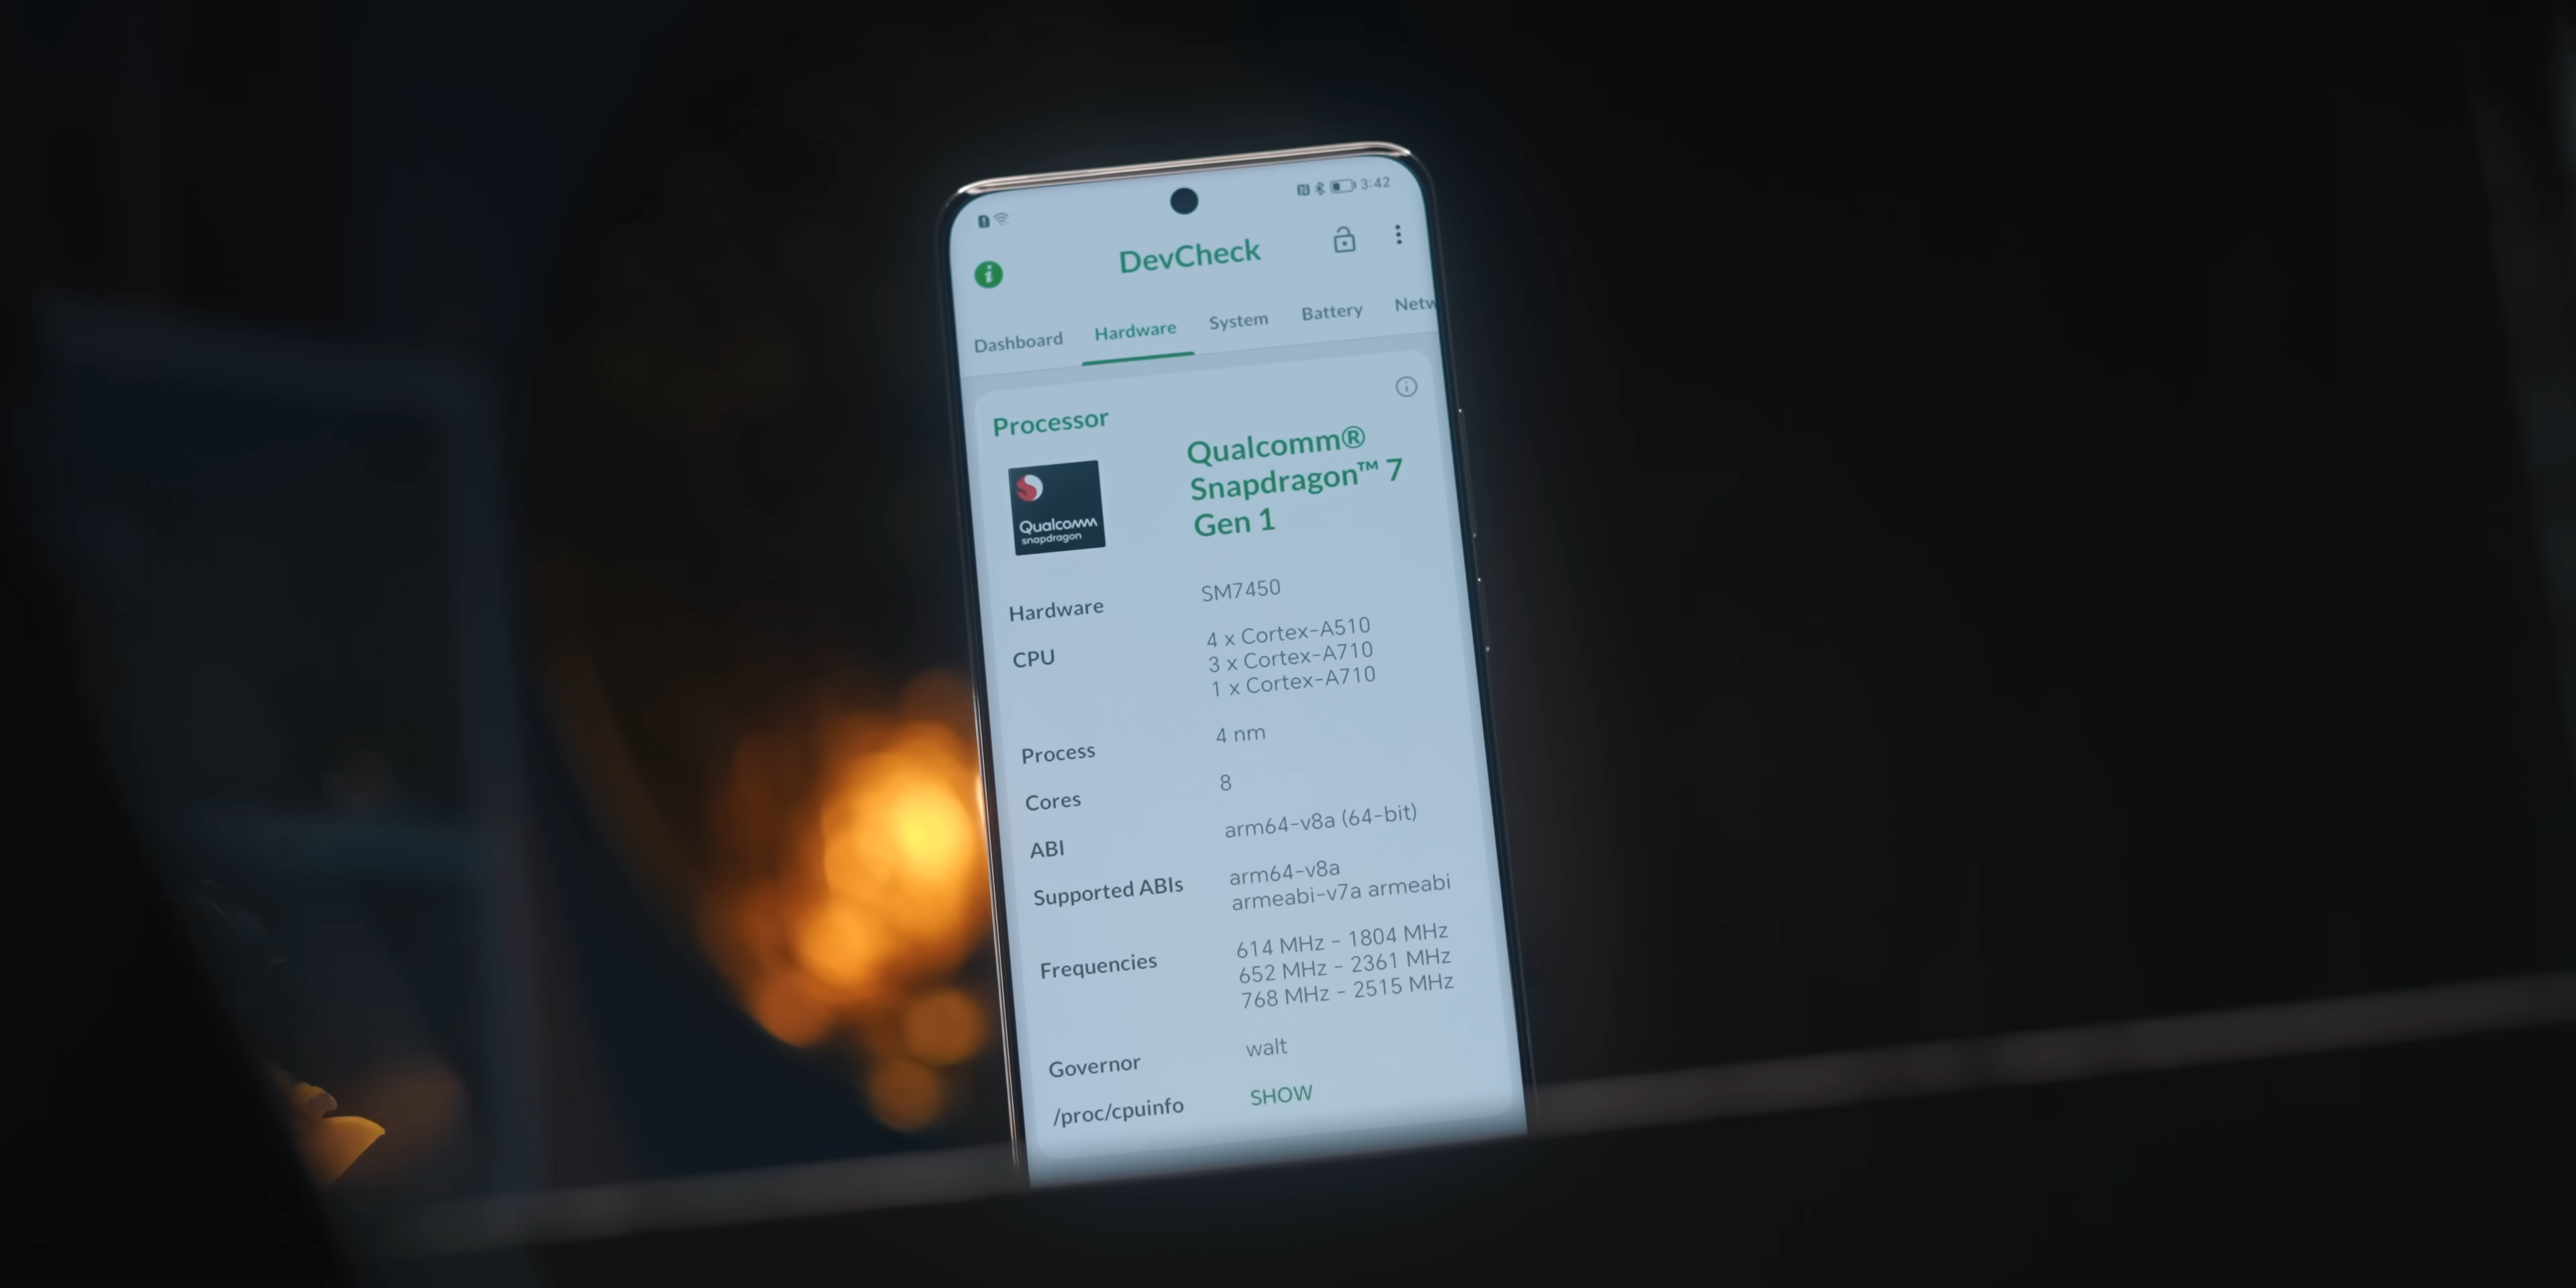 3:42
DevCheck
Dashboard Hardware System Battery Netw
Processor
Qualcomm®
Snapdragon™ 7
Gen 1
Qualcomm
snapdragon
Hardware SM7450
CPU 4 x Cortex-A510
3 x Cortex-A710
1 x Cortex-A710
Process 4 nm
Cores 8
ABI arm64-v8a (64-bit)
Supported ABIs arm64-v8a
armeabi-v7a armeabi
Frequencies 614 MHz - 1804 MHz
652 MHz - 2361 MHz
768 MHz - 2515 MHz
Governor walt
/proc/cpuinfo SHOW